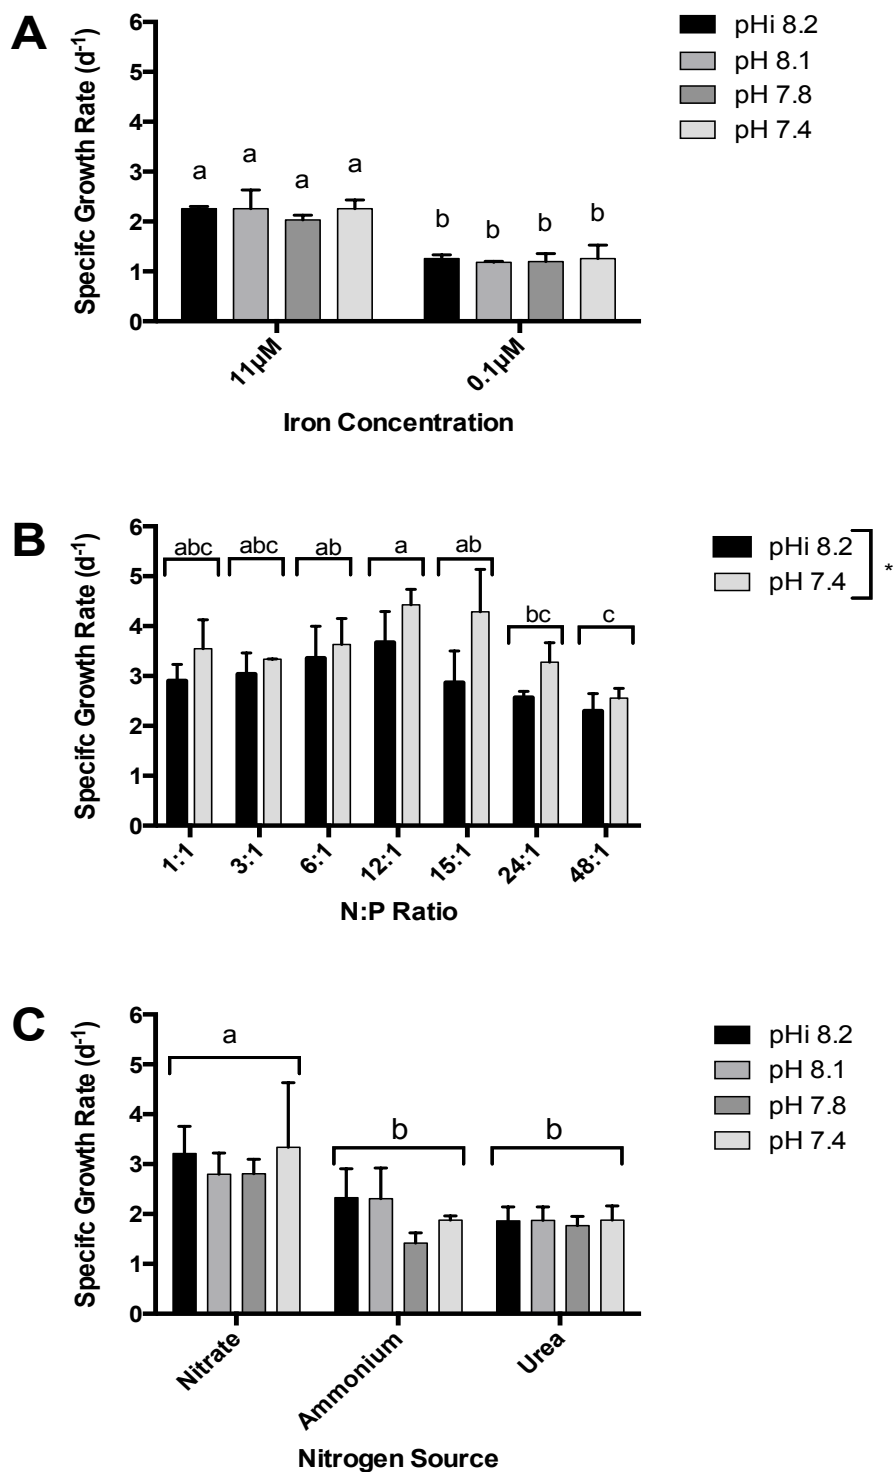 A
Specifc Growth Rate (d-1)
6
5
4
3
2
1
0
a a a a
b b b b
11µM
0.1µM
Iron Concentration
pHi 8.2
pH 8.1
pH 7.8
pH 7.4
B
Specifc Growth Rate (d-1)
6
5
4
3
2
1
0
abc abc ab a ab bc c
1:1
3:1
6:1
12:1
15:1
24:1
48:1
N:P Ratio
pHi 8.2
pH 7.4
*
C
Specifc Growth Rate (d-1)
6
5
4
3
2
1
0
a
b
b
Nitrate
Ammonium
Urea
Nitrogen Source
pHi 8.2
pH 8.1
pH 7.8
pH 7.4